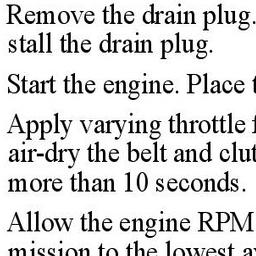 Remove the drain plug.
stall the drain plug.
Start the engine. Place
Apply varying throttle
air-dry the belt and
more than 10 seconds.
Allow the engine RPM
mission to the lowest